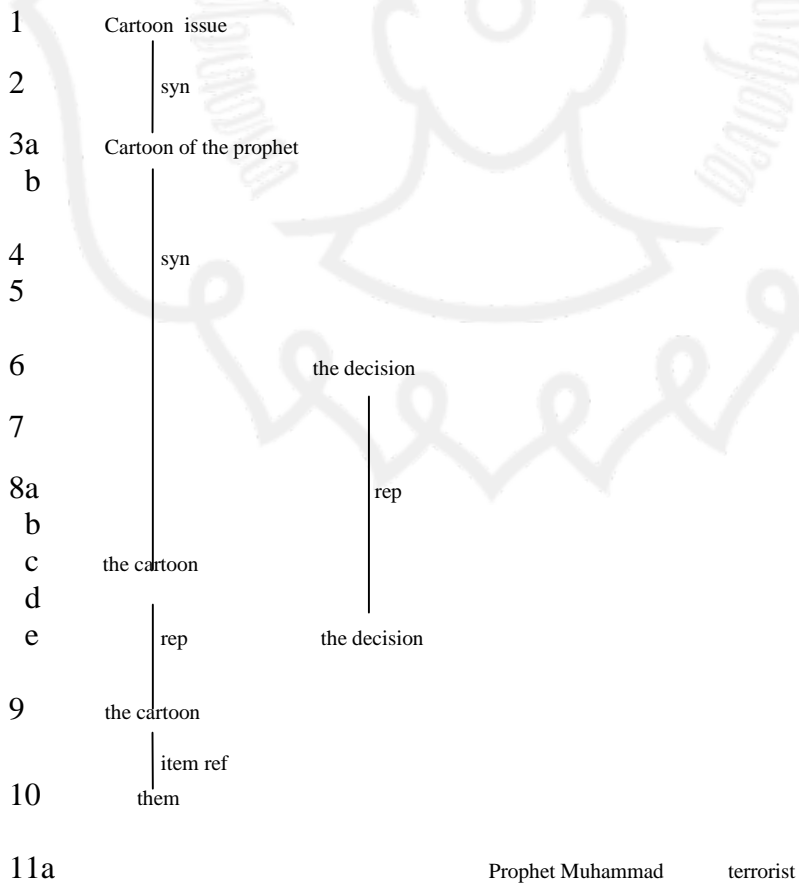 1 Cartoon issue
2 syn
3a Cartoon of the prophet
b
4 syn
5
6 the decision
7
8a rep
b
c the cartoon
d
e rep the decision
9 the cartoon
item ref
10 them
11a Prophet Muhammad terrorist